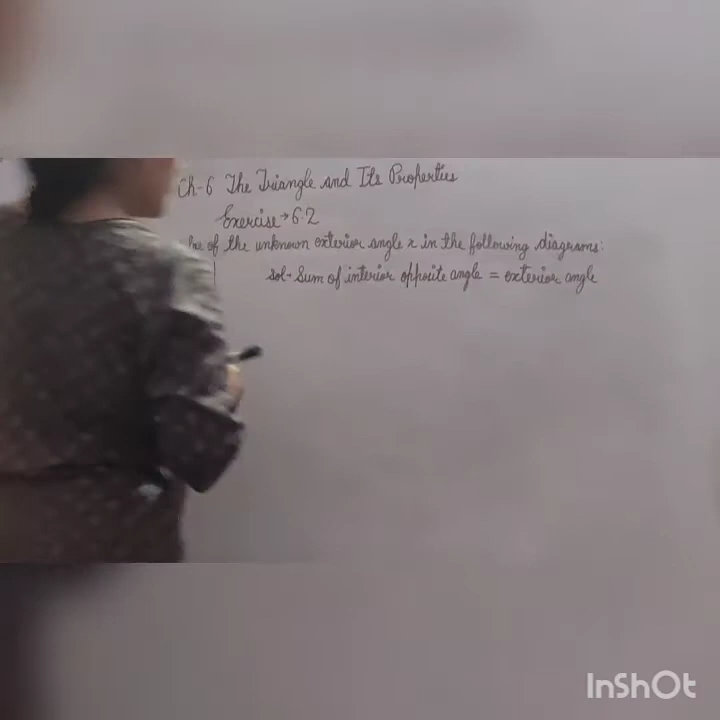 Ch-6 The Triangle and Its Properties
Exercise → 6.2
of the unknown exterior angle x in the following diagrams:
Sol- Sum of interior opposite angle = exterior angle
InShOt